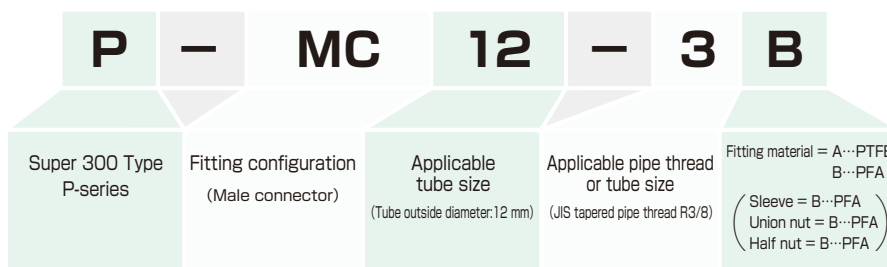 P − MC 12 − 3 B
Super 300 Type
P-series
Fitting configuration
(Male connector)
Applicable
tube size
(Tube outside diameter:12 mm)
Applicable pipe thread
or tube size
(JIS tapered pipe thread R3/8)
Fitting material = A…PTFE
B…PFA
(Sleeve = B…PFA
Union nut = B…PFA
Half nut = B…PFA)